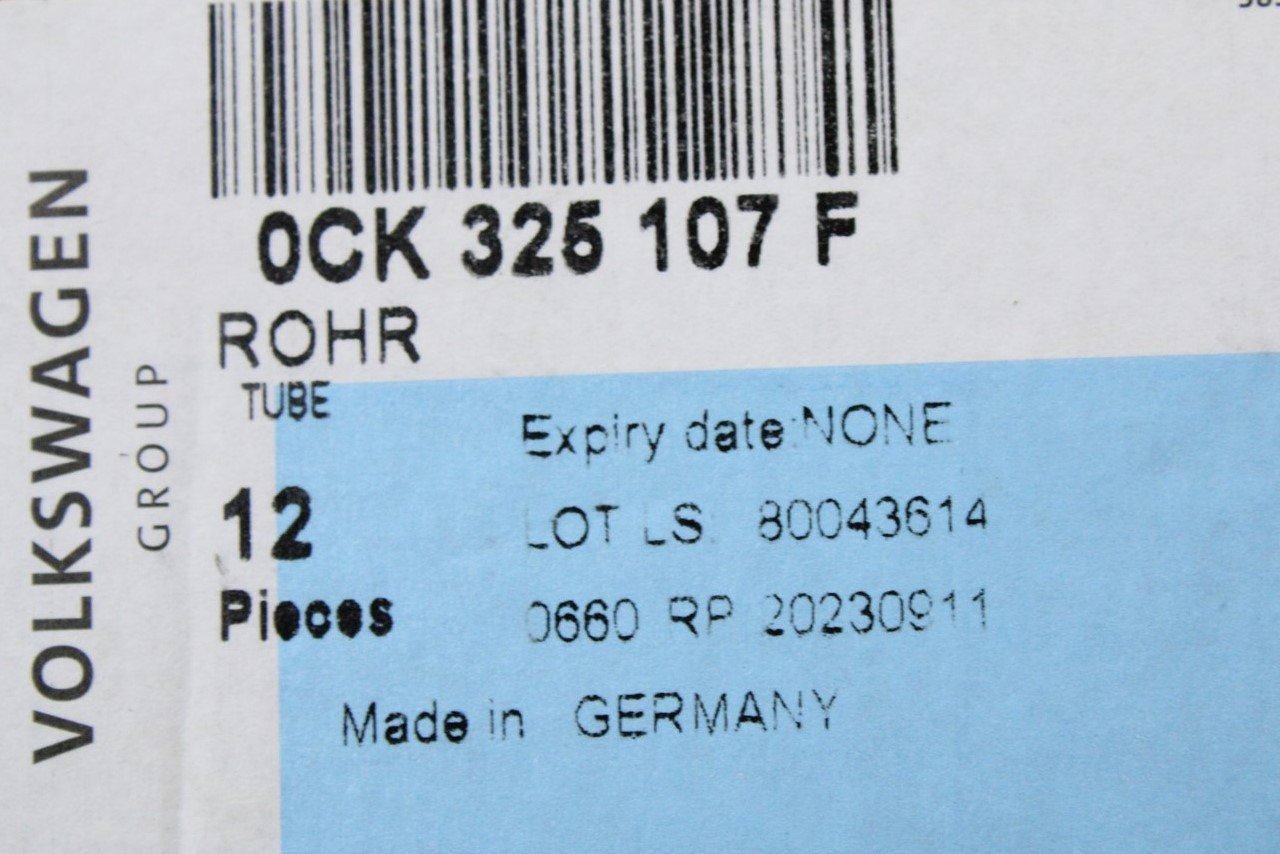 VOLKSWAGEN
GROUP
0CK 325 107 F
ROHR
TUBE
Expiry date:NONE
12
LOT LS. 80043614
Pieces
0660 RP 20230911
Made in GERMANY